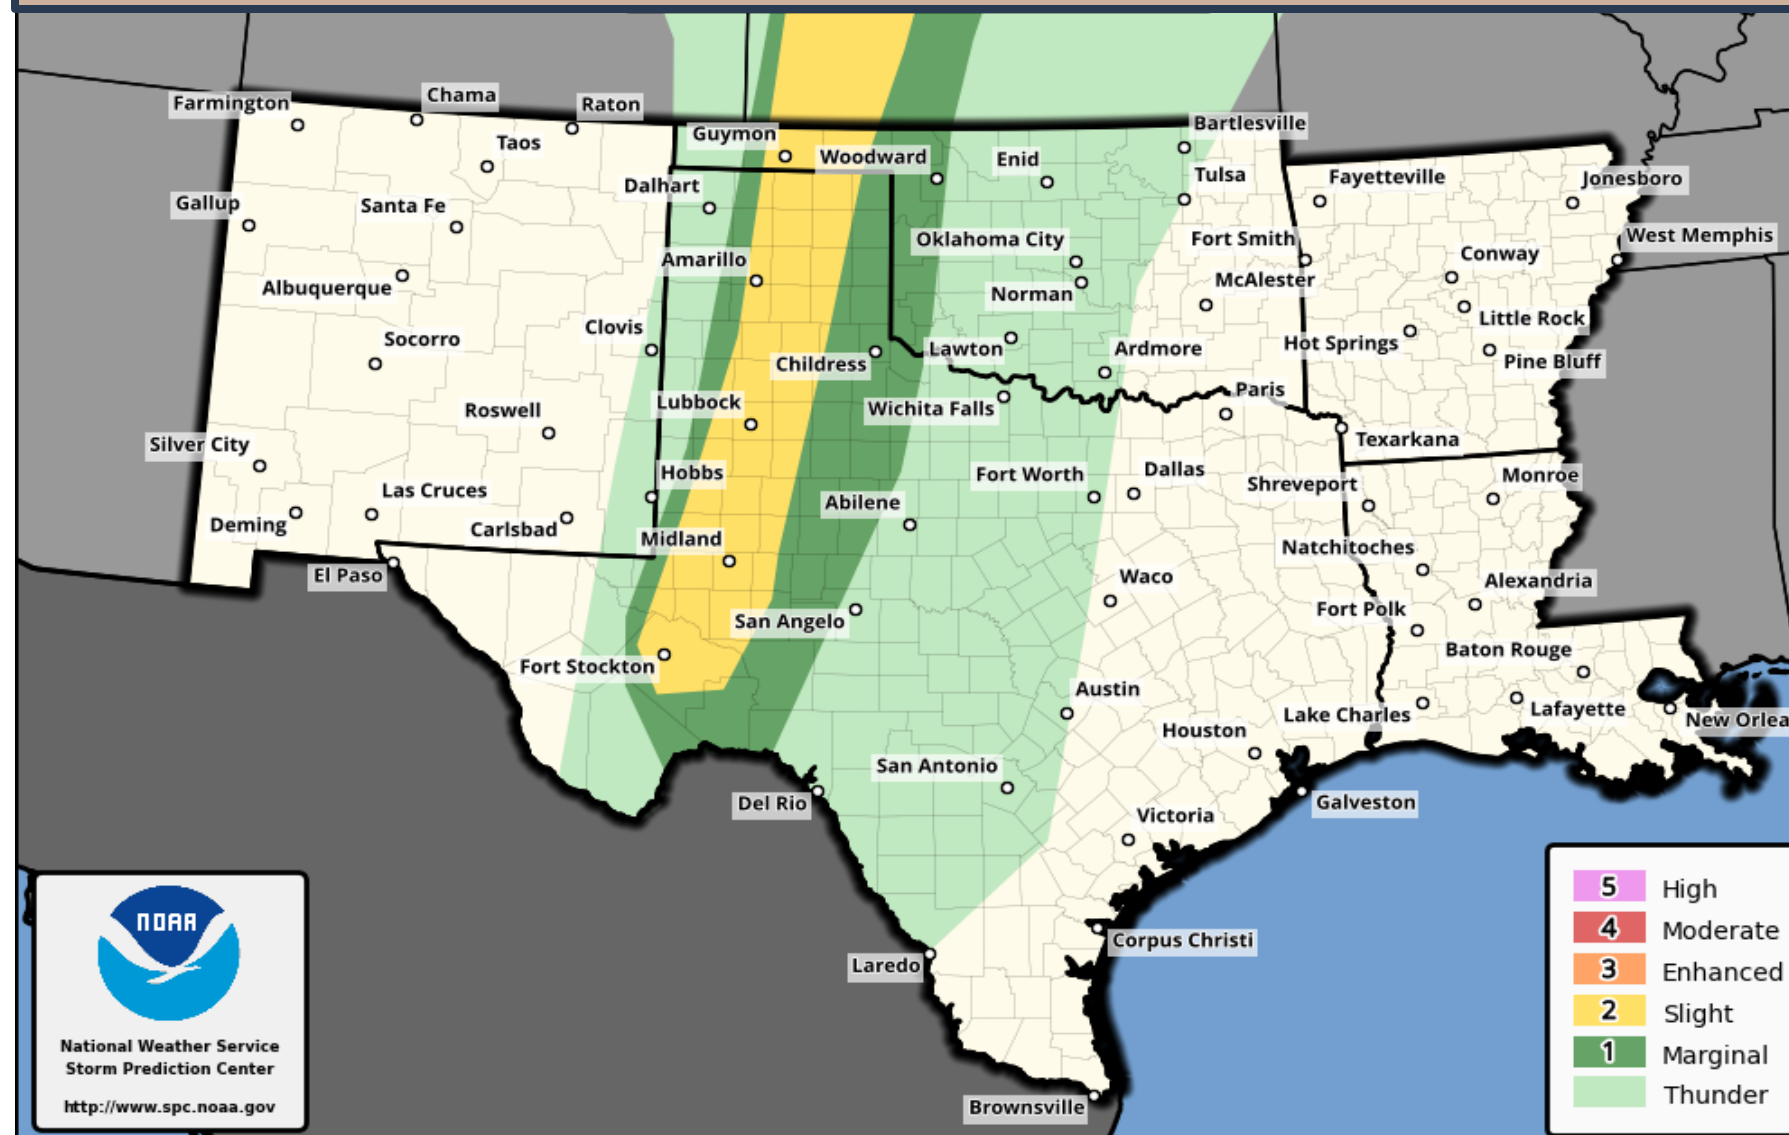 Farmington
Chama
Raton
Taos
Guymon
Woodward
Enid
Bartlesville
Tulsa
Fayetteville
Jonesboro
Gallup
Santa Fe
Dalhart
Oklahoma City
Fort Smith
West Memphis
Albuquerque
Amarillo
Norman
McAlester
Conway
Socorro
Clovis
Childress
Lawton
Ardmore
Hot Springs
Little Rock
Pine Bluff
Roswell
Lubbock
Wichita Falls
Paris
Texarkana
Silver City
Hobbs
Fort Worth
Dallas
Shreveport
Monroe
Las Cruces
Deming
Carlsbad
Abilene
Midland
Natchitoches
El Paso
Waco
Alexandria
San Angelo
Fort Polk
Fort Stockton
Baton Rouge
Austin
Lake Charles
Lafayette
New Orlea
Houston
San Antonio
Del Rio
Galveston
Victoria
Corpus Christi
Laredo
Brownsville
NOAA
National Weather Service
Storm Prediction Center
http://www.spc.noaa.gov
5 High
4 Moderate
3 Enhanced
2 Slight
1 Marginal
Thunder